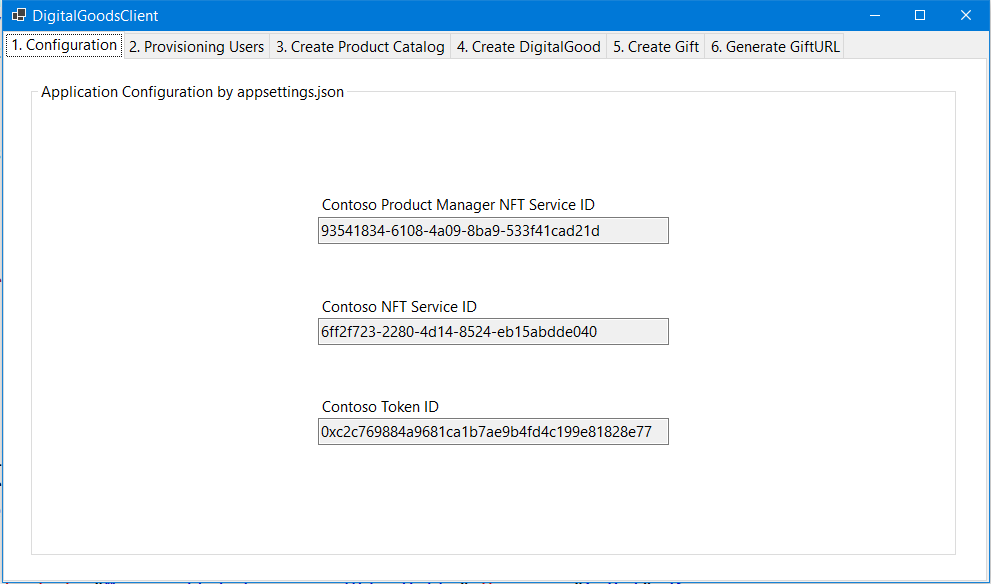 DigitalGoodsClient
1. Configuration 2. Provisioning Users 3. Create Product Catalog 4. Create DigitalGood 5. Create Gift 6. Generate GiftURL
Application Configuration by appsettings.json
Contoso Product Manager NFT Service ID
93541834-6108-4a09-8ba9-533f41cad21d
Contoso NFT Service ID
6ff2f723-2280-4d14-8524-eb15abdde040
Contoso Token ID
0xc2c769884a9681ca1b7ae9b4fd4c199e81828e77